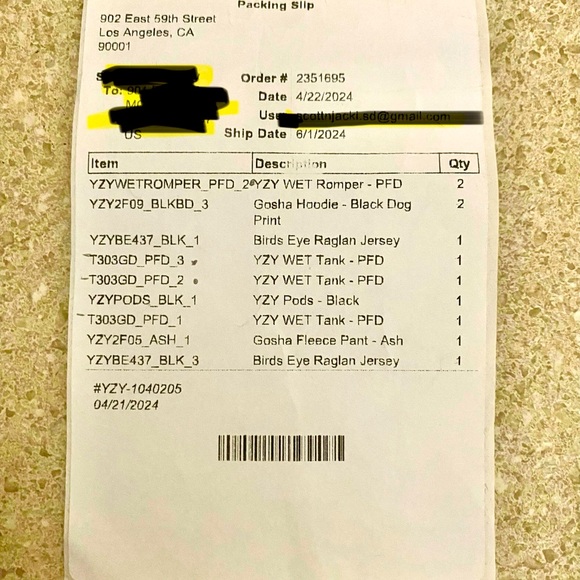 Packing Slip
902 East 59th Street
Los Angeles, CA
90001
Order # 2351695
To:
Date 4/22/2024
Ship Date 6/1/2024
US
Item Description Qty
YZYWETROMPER_PFD_2 YZY WET Romper - PFD 2
YZY2F09_BLKBD_3 Gosha Hoodie - Black Dog 2
Print
YZYBE437_BLK_1 Birds Eye Raglan Jersey 1
T303GD_PFD_3 YZY WET Tank - PFD 1
T303GD_PFD_2 YZY WET Tank - PFD 1
YZYPODS_BLK_1 YZY Pods - Black 1
T303GD_PFD_1 YZY WET Tank - PFD 1
YZY2F05_ASH_1 Gosha Fleece Pant - Ash 1
YZYBE437_BLK_3 Birds Eye Raglan Jersey 1
#YZY-1040205
04/21/2024